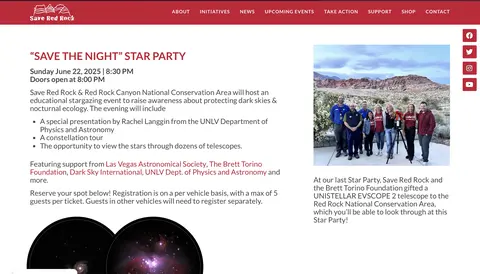 Save Red Rock
ABOUT INITIATIVES NEWS UPCOMING EVENTS TAKE ACTION SUPPORT SHOP CONTACT
“SAVE THE NIGHT” STAR PARTY
Sunday June 22, 2025 | 8:30 PM
Doors open at 8:00 PM
Save Red Rock & Red Rock Canyon National Conservation Area will host an
educational stargazing event to raise awareness about protecting dark skies &
nocturnal ecology. The evening will include
• A special presentation by Rachel Langgin from the UNLV Department of
Physics and Astronomy
• A constellation tour
• The opportunity to view the stars through dozens of telescopes.
Featuring support from Las Vegas Astronomical Society, The Brett Torino
Foundation, Dark Sky International, UNLV Dept. of Physics and Astronomy and
more.
Reserve your spot below! Registration is on a per vehicle basis, with a max of 5
guests per ticket. Guests in other vehicles will need to register separately.
At our last Star Party, Save Red Rock and
the Brett Torino Foundation gifted a
UNISTELLAR EVSCOPE 2 telescope to the
Red Rock National Conservation Area,
which you'll be able to look through at this
Star Party!